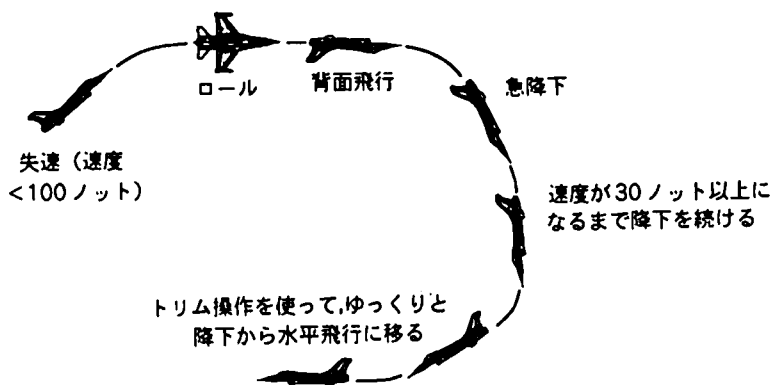 ロール
背面飛行
急降下
失速（速度
<100ノット）
速度が30ノット以上に
なるまで降下を続ける
トリム操作を使って,ゆっくりと
降下から水平飛行に移る